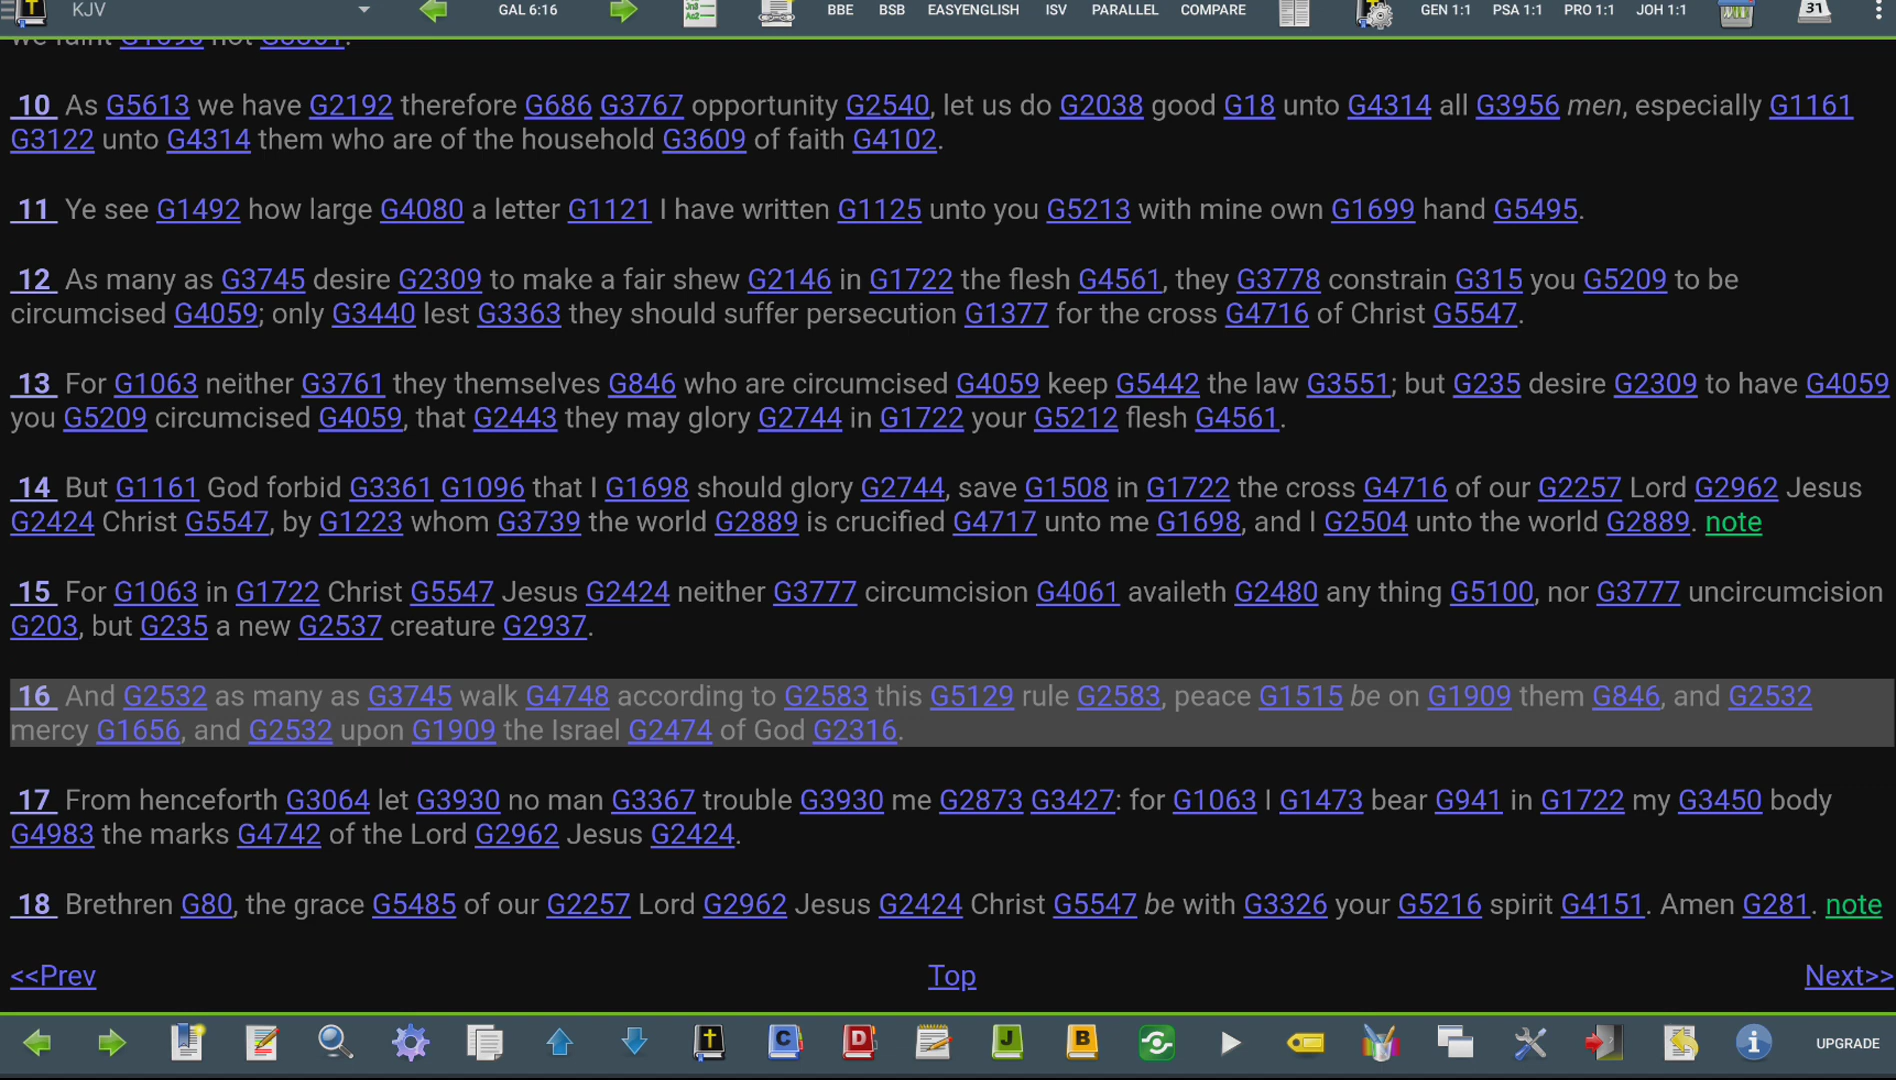 KJV GAL 6:16 BBE BSB EASYENGLISH ISV PARALLEL COMPARE GEN 1:1 PSA 1:1 PRO 1:1 JOH 1:1 31
10 As G5613 we have G2192 therefore G686 G3767 opportunity G2540, let us do G2038 good G18 unto G4314 all G3956 men, especially G1161
G3122 unto G4314 them who are of the household G3609 of faith G4102.
11 Ye see G1492 how large G4080 a letter G1121 I have written G1125 unto you G5213 with mine own G1699 hand G5495.
12 As many as G3745 desire G2309 to make a fair shew G2146 in G1722 the flesh G4561, they G3778 constrain G315 you G5209 to be
circumcised G4059; only G3440 lest G3363 they should suffer persecution G1377 for the cross G4716 of Christ G5547.
13 For G1063 neither G3761 they themselves G846 who are circumcised G4059 keep G5442 the law G3551; but G235 desire G2309 to have G4059
you G5209 circumcised G4059, that G2443 they may glory G2744 in G1722 your G5212 flesh G4561.
14 But G1161 God forbid G3361 G1096 that I G1698 should glory G2744, save G1508 in G1722 the cross G4716 of our G2257 Lord G2962 Jesus
G2424 Christ G5547, by G1223 whom G3739 the world G2889 is crucified G4717 unto me G1698, and I G2504 unto the world G2889. note
15 For G1063 in G1722 Christ G5547 Jesus G2424 neither G3777 circumcision G4061 availeth G2480 any thing G5100, nor G3777 uncircumcision
G203, but G235 a new G2537 creature G2937.
16 And G2532 as many as G3745 walk G4748 according to G2583 this G5129 rule G2583, peace G1515 be on G1909 them G846, and G2532
mercy G1656, and G2532 upon G1909 the Israel G2474 of God G2316.
17 From henceforth G3064 let G3930 no man G3367 trouble G3930 me G2873 G3427: for G1063 I G1473 bear G941 in G1722 my G3450 body
G4983 the marks G4742 of the Lord G2962 Jesus G2424.
18 Brethren G80, the grace G5485 of our G2257 Lord G2962 Jesus G2424 Christ G5547 be with G3326 your G5216 spirit G4151. Amen G281. note
<<Prev Top Next>>
C D J B UPGRADE